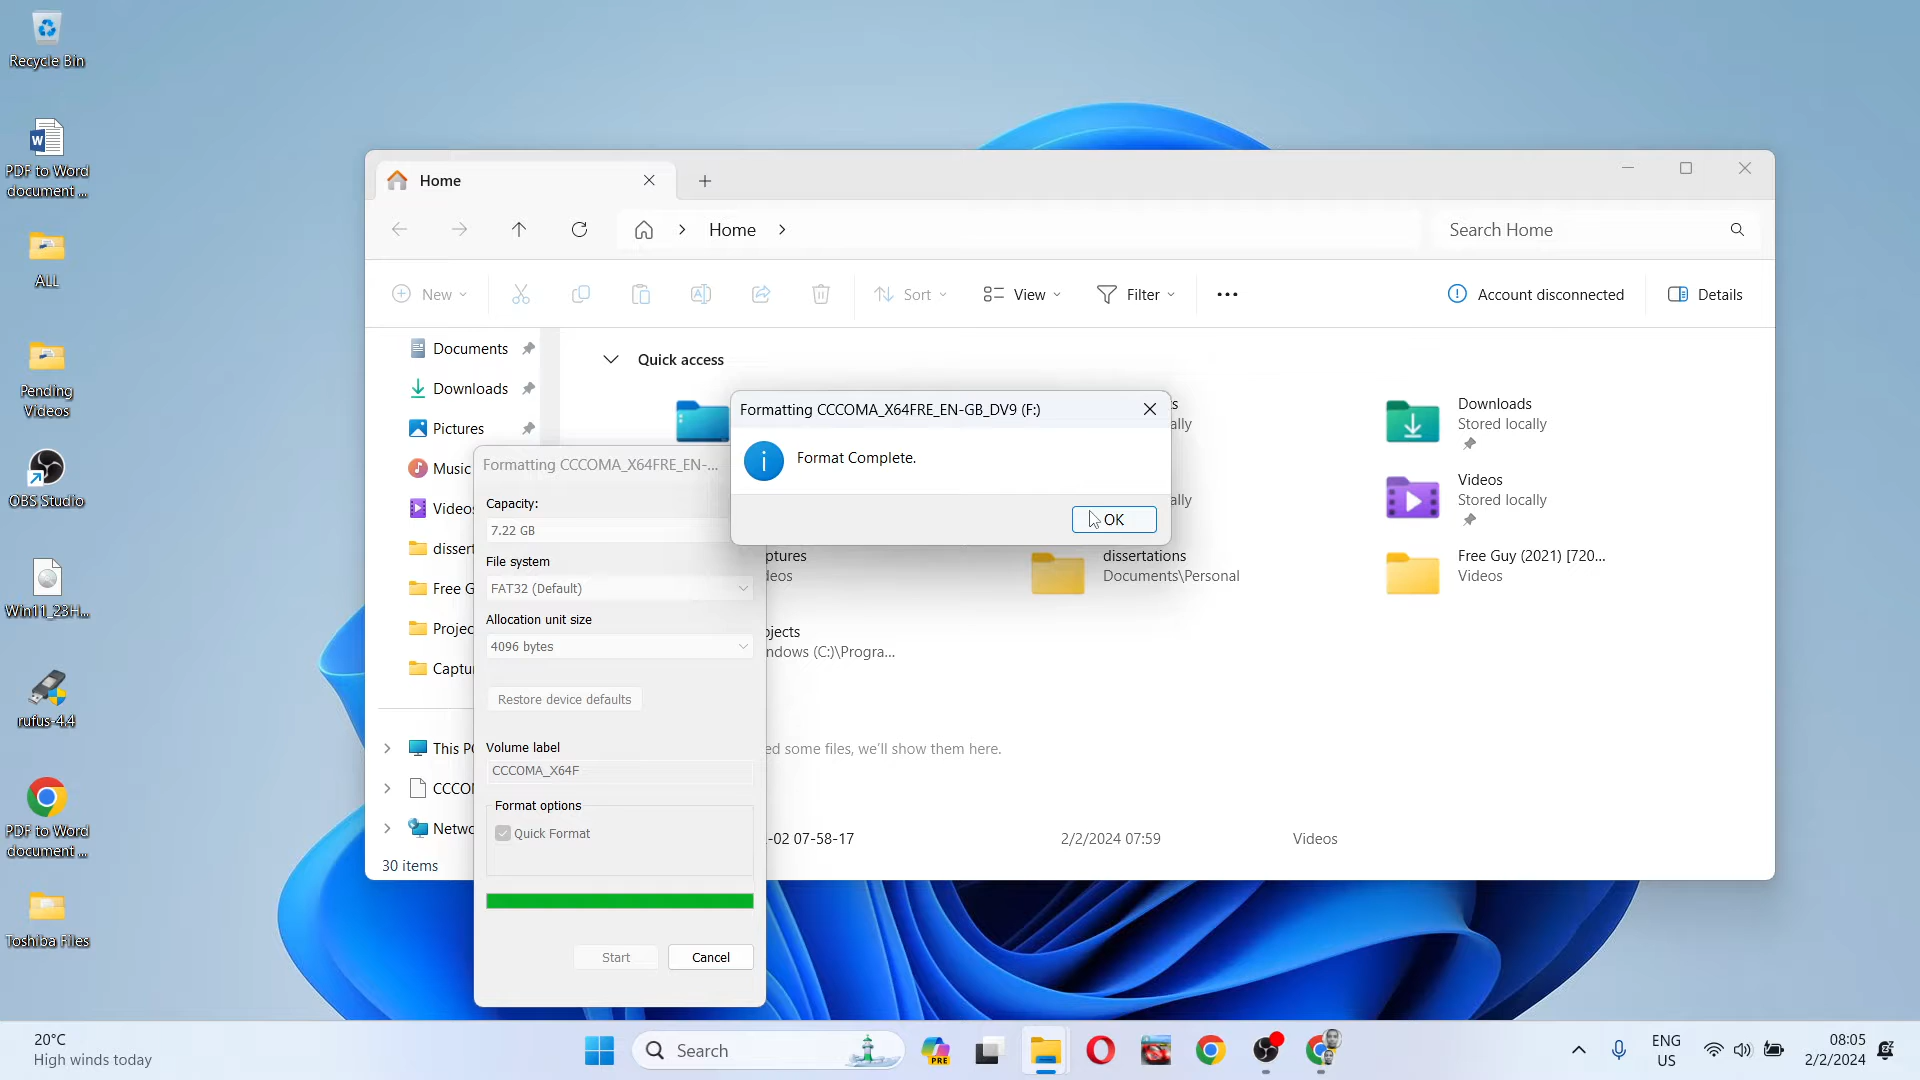 Recycle Bin
PDF to Word
document ...
ALL
Pending
Videos
OBS Studio
Win11_23H...
rufus-4.4
PDF to Word
document ...
Toshiba Files
Home
Home
Search Home
New
Sort
View
Filter
Account disconnected
Details
Documents
Downloads
Pictures
Music
Videos
dissert
Free G
Projec
Captu
This PC
CCCOM
Netwo
30 items
Quick access
Downloads
Stored locally
Videos
Stored locally
ptures
dissertations
Documents\Personal
Free Guy (2021) [720...
Videos
ojects
ndows (C:)\Progra...
ed some files, we'll show them here.
-02 07-58-17
2/2/2024 07:59
Videos
Formatting CCCOMA_X64FRE_EN-GB_DV9 (F:)
Format Complete.
OK
Formatting CCCOMA_X64FRE_EN-...
Capacity:
7.22 GB
File system
FAT32 (Default)
Allocation unit size
4096 bytes
Restore device defaults
Volume label
CCCOMA_X64F
Format options
Quick Format
Start
Cancel
20°C
High winds today
Search
PRE
ENG
US
08:05
2/2/2024